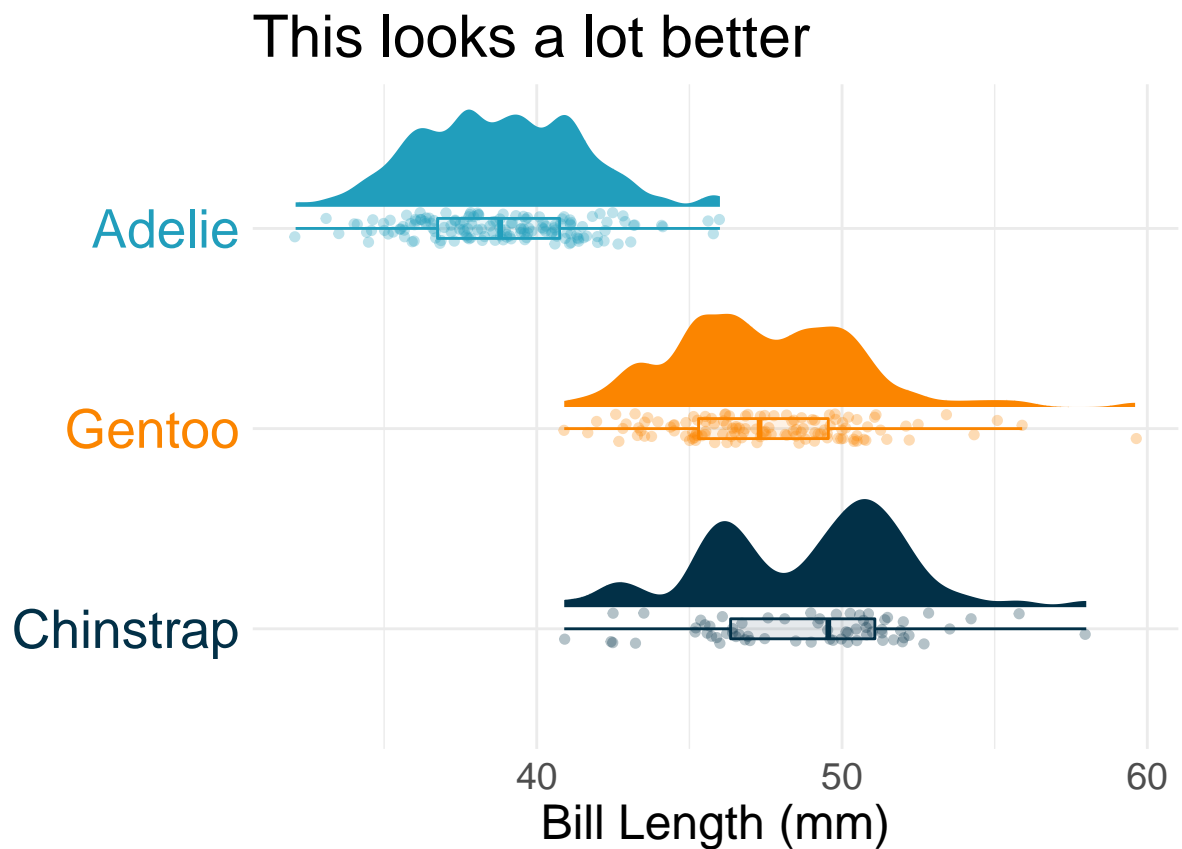 This looks a lot better
Adelie
Gentoo
Chinstrap
40 50 60
Bill Length (mm)